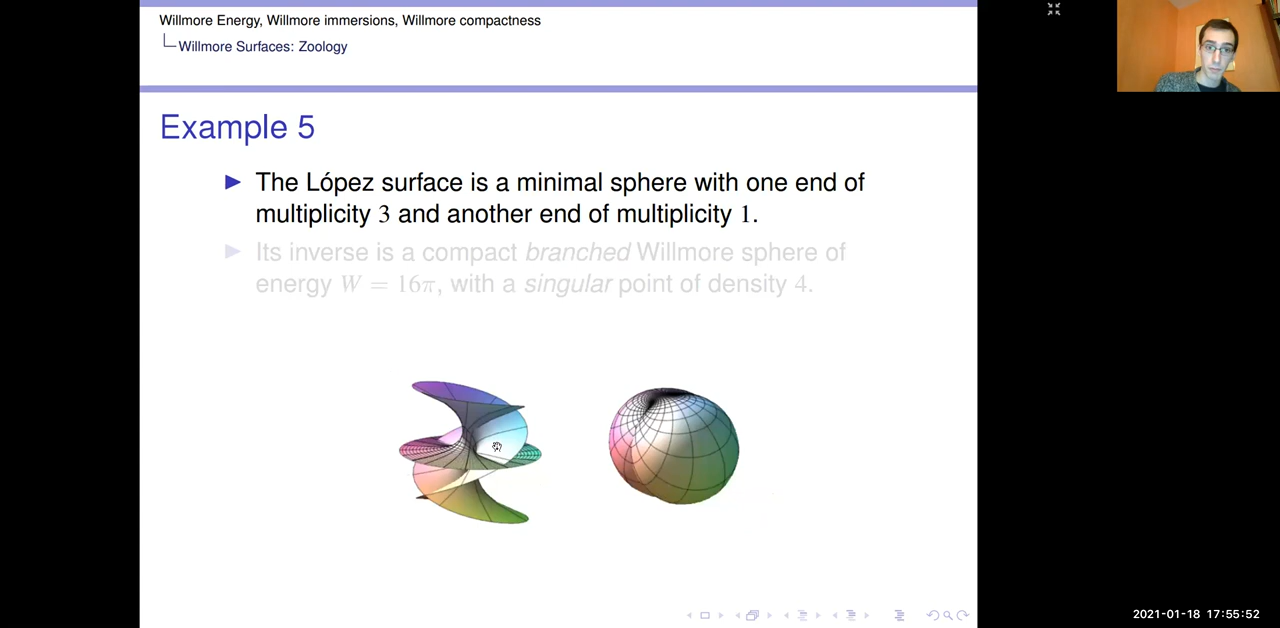 Willmore Energy, Willmore immersions, Willmore compactness
Willmore Surfaces: Zoology
Example 5
The López surface is a minimal sphere with one end of
multiplicity 3 and another end of multiplicity 1.
Its inverse is a compact branched Willmore sphere of
energy W = 16π, with a singular point of density 4.
2021-01-18 17:55:52